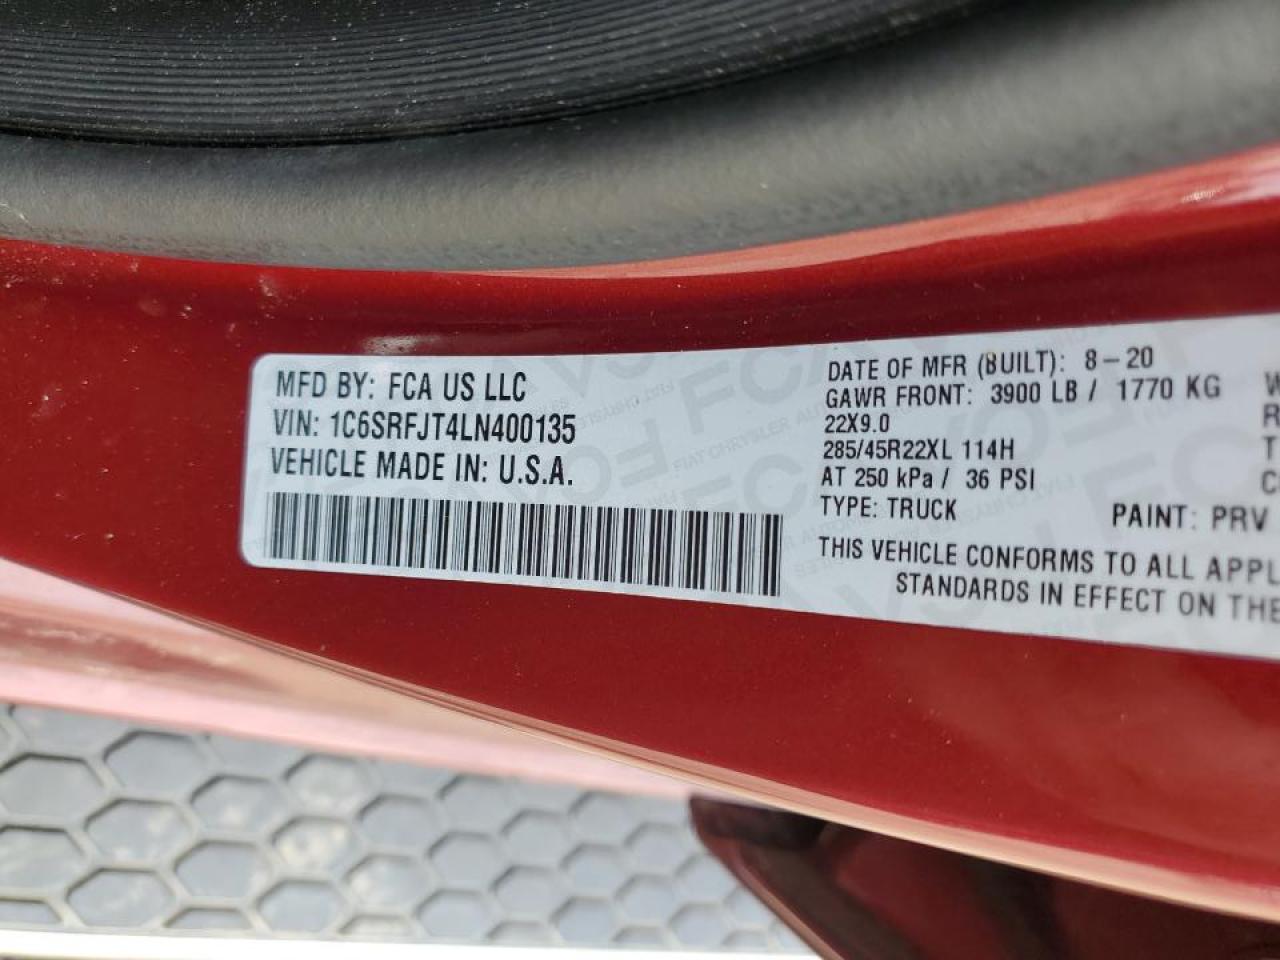 MFD BY: FCA US LLC
VIN: 1C6SRFJT4LN400135
VEHICLE MADE IN: U.S.A.
DATE OF MFR (BUILT): 8-20
GAWR FRONT: 3900 LB / 1770 KG
22X9.0
285/45R22XL 114H
AT 250 kPa / 36 PSI
TYPE: TRUCK PAINT: PRV
THIS VEHICLE CONFORMS TO ALL APPL
STANDARDS IN EFFECT ON THE